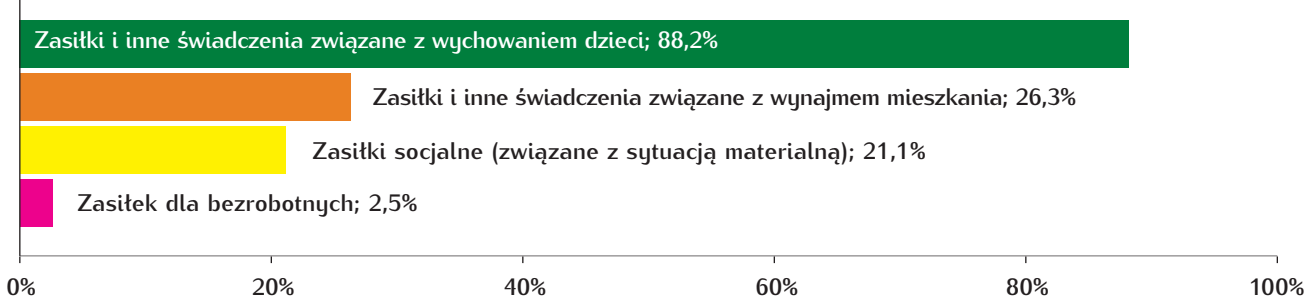 Zasiłki i inne świadczenia związane z wychowaniem dzieci; 88,2%
Zasiłki i inne świadczenia związane z wynajmem mieszkania; 26,3%
Zasiłki socjalne (związane z sytuacją materialną); 21,1%
Zasiłek dla bezrobotnych; 2,5%
0% 20% 40% 60% 80% 100%